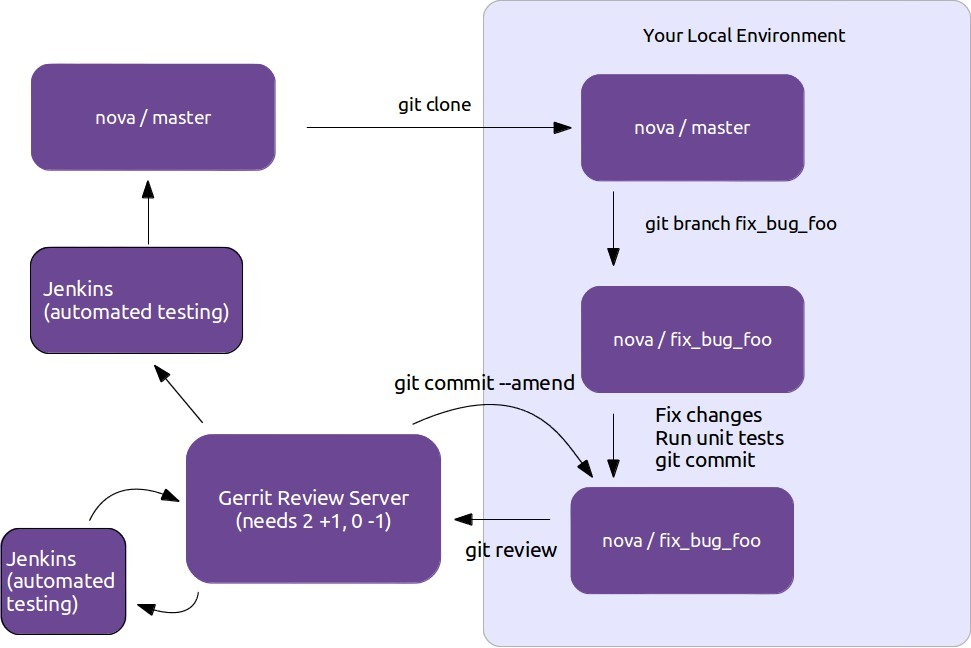 Your Local Environment
nova / master
git clone
nova / master
git branch fix_bug_foo
Jenkins
(automated testing)
nova / fix_bug_foo
git commit --amend
Fix changes
Run unit tests
git commit
Gerrit Review Server
(needs 2 +1, 0 -1)
nova / fix_bug_foo
git review
Jenkins
(automated
testing)